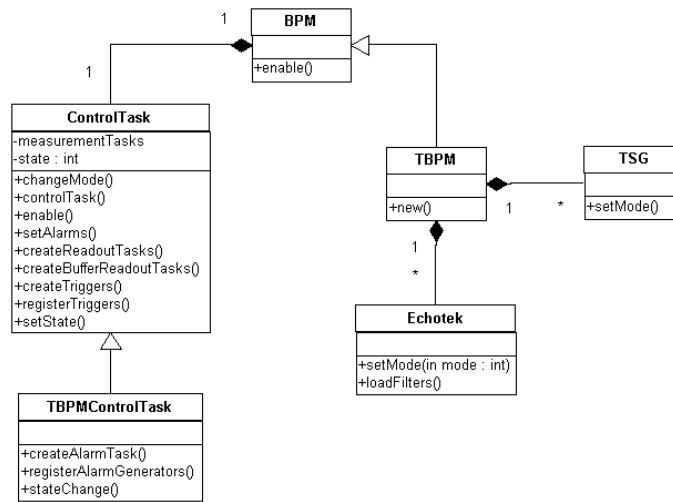 1
BPM
+enable()
1
ControlTask
-measurementTasks
-state : int
+changeMode()
+controlTask()
+enable()
+setAlarms()
+createReadoutTasks()
+createBufferReadoutTasks()
+createTriggers()
+registerTriggers()
+setState()
TBPM
+new()
TSG
+setMode()
1
*
1
*
Echotek
+setMode(in mode : int)
+loadFilters()
TBPMControlTask
+createAlarmTask()
+registerAlarmGenerators()
+stateChange()